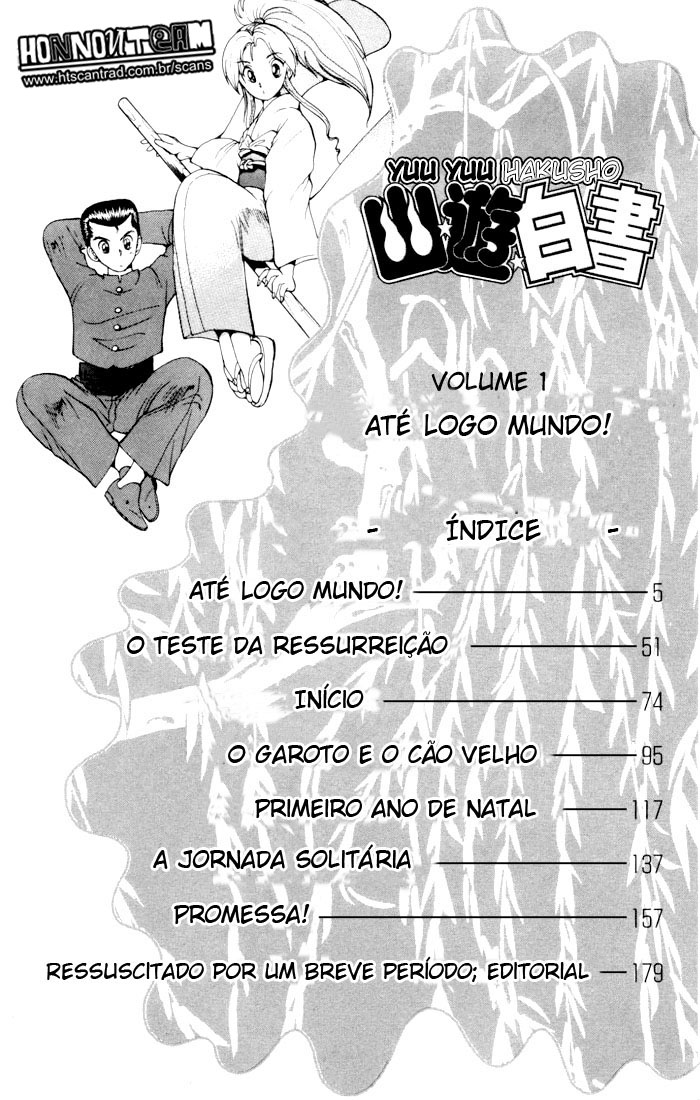 HONNOUTEAM
www.htscantrad.com.br/scans
YUU YUU HAKUSHO
幽☆遊☆白書
VOLUME 1
ATÉ LOGO MUNDO!
- ÍNDICE -
ATÉ LOGO MUNDO! 5
O TESTE DA RESSURREIÇÃO 51
INÍCIO 74
O GAROTO E O CÃO VELHO 95
PRIMEIRO ANO DE NATAL 117
A JORNADA SOLITÁRIA 137
PROMESSA! 157
RESSUSCITADO POR UM BREVE PERÍODO; EDITORIAL 179